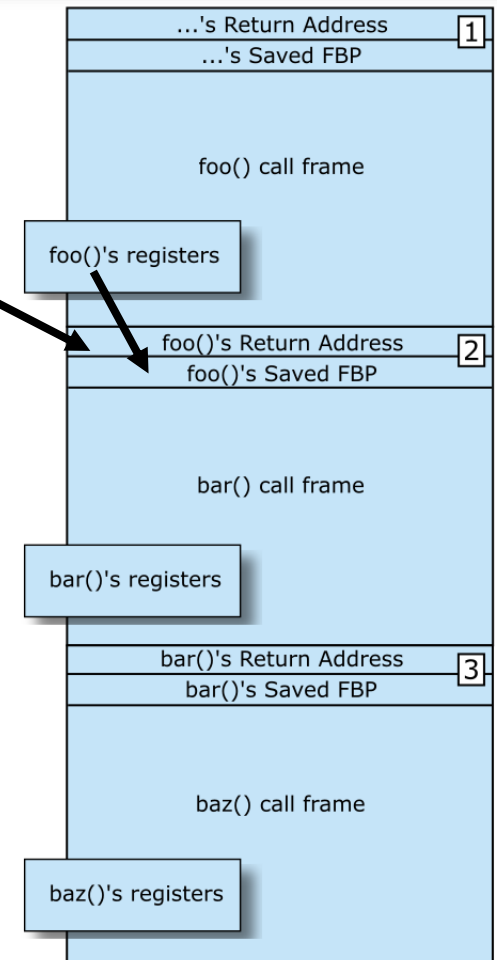 ...'s Return Address
1
...'s Saved FBP
foo() call frame
foo()'s registers
foo()'s Return Address
2
foo()'s Saved FBP
bar() call frame
bar()'s registers
bar()'s Return Address
3
bar()'s Saved FBP
baz() call frame
baz()'s registers